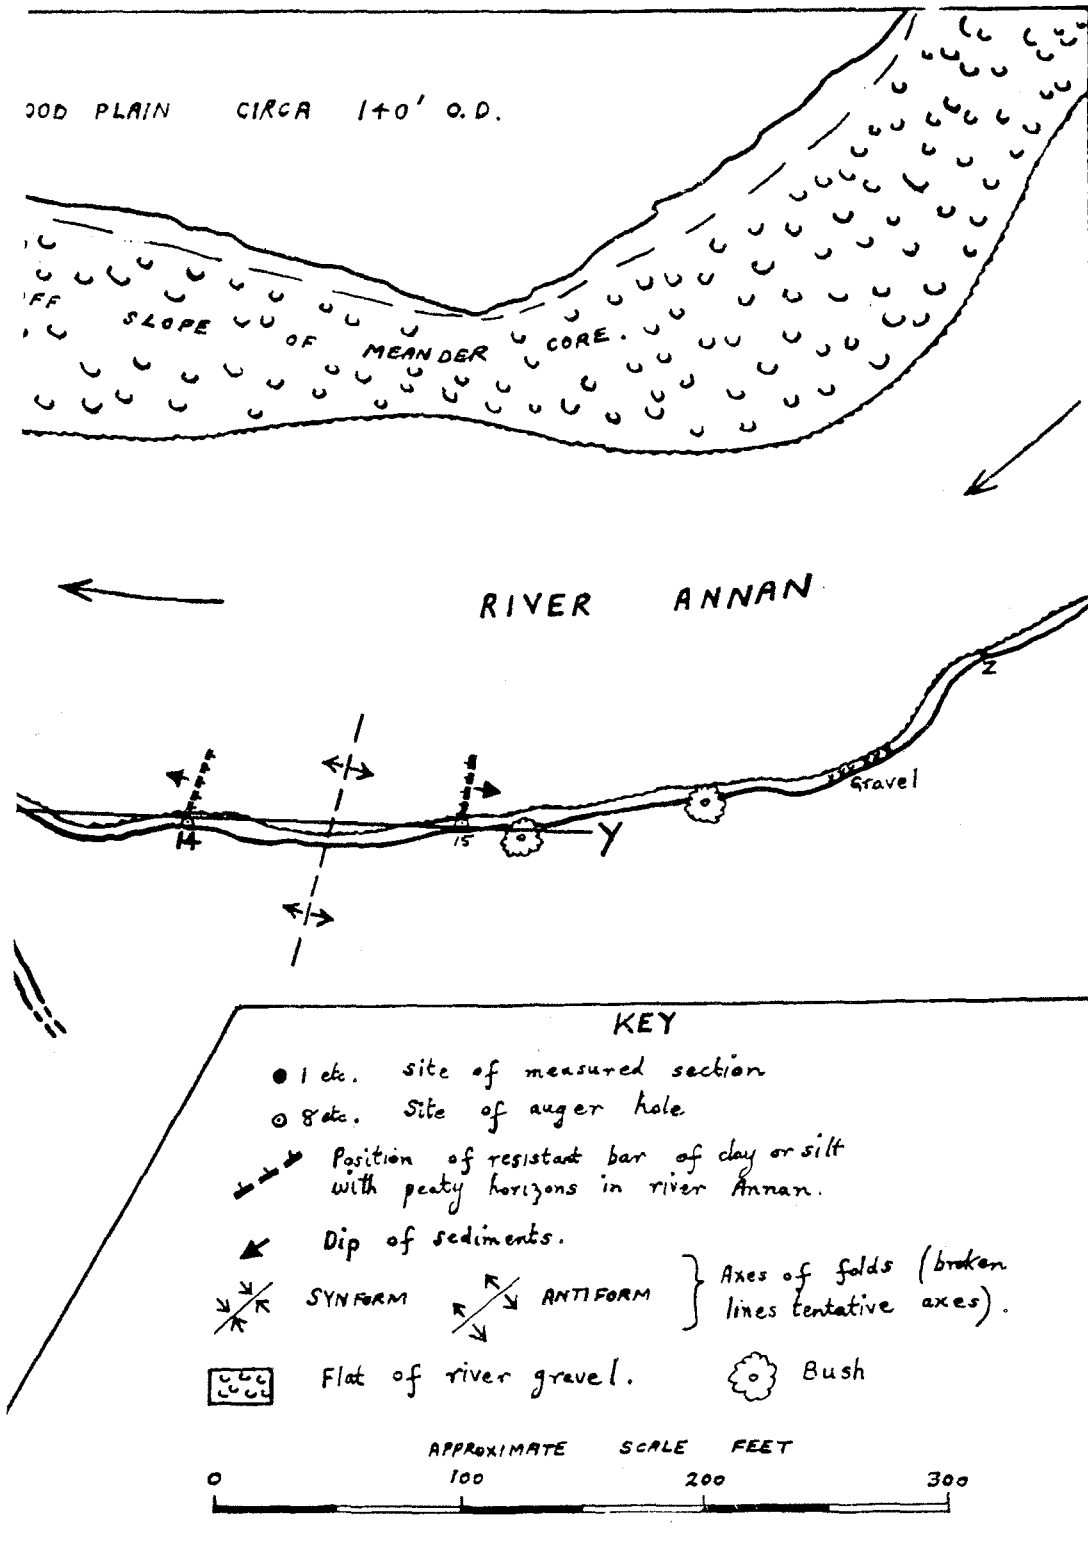 OOD PLAIN CIRCA 140' O.D.
FF SLOPE OF MEANDER CORE.
RIVER ANNAN
Z
Gravel
14
15
Y
KEY
1 etc. site of measured section
8 etc. Site of auger hole
Position of resistant bar of clay or silt
with peaty horizons in river Annan.
Dip of sediments.
SYNFORM ANTIFORM
Axes of folds (broken
lines tentative axes).
Flat of river gravel. Bush
APPROXIMATE SCALE FEET
0 100 200 300